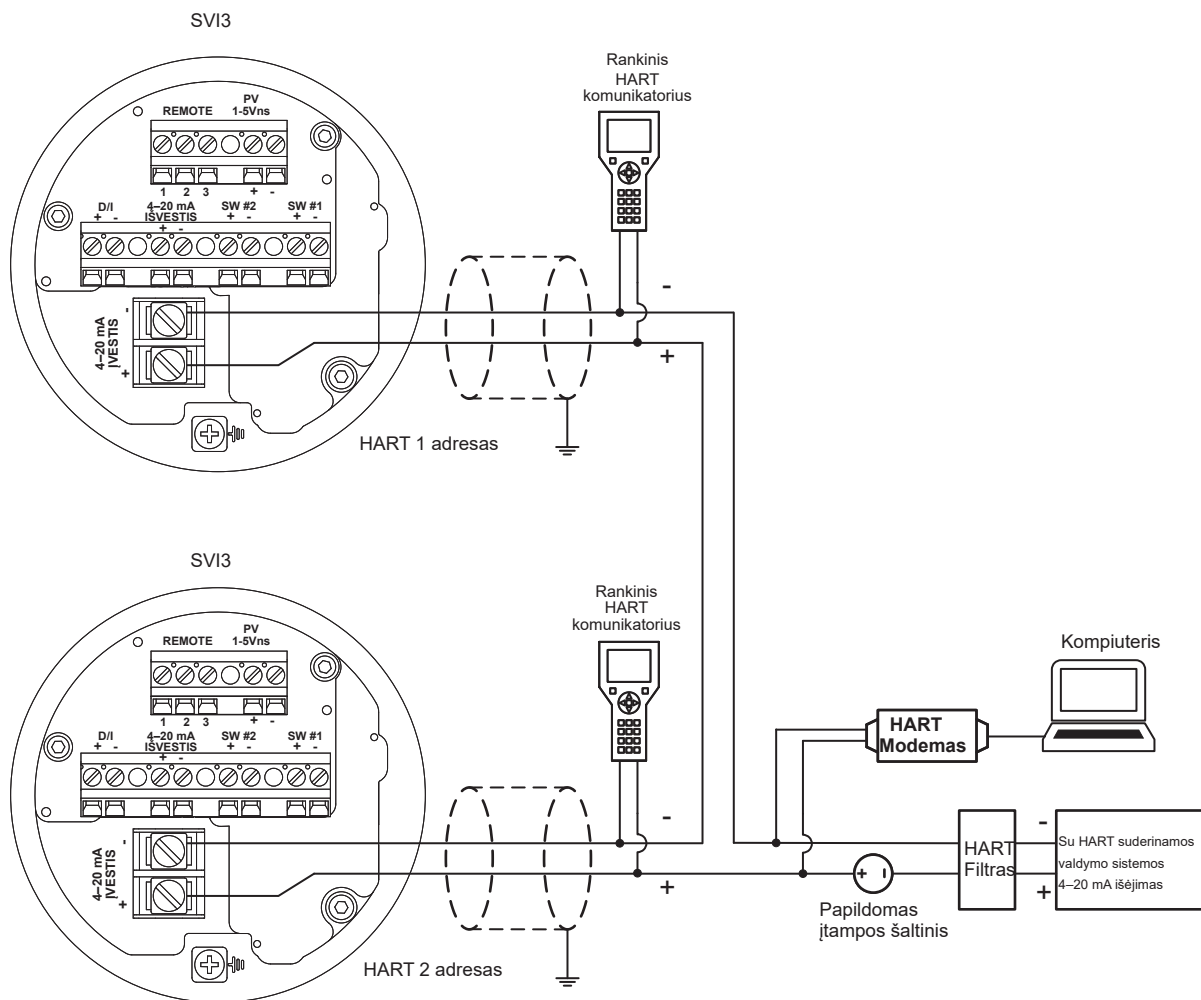 SVI3
Rankinis
HART
komunikatorius
PV
REMOTE 1-5Vns
1 2 3 + -
D/I 4–20 mA SW #2 SW #1
+ - IŠVESTIS + - + -
+ -
-
4–20 mA
ĮVESTIS
+
-
+
HART 1 adresas
SVI3
Rankinis
HART
komunikatorius
PV
REMOTE 1-5Vns
1 2 3 + -
D/I 4–20 mA SW #2 SW #1
+ - IŠVESTIS + - + -
+ -
-
4–20 mA
ĮVESTIS
+
-
+
HART 2 adresas
Kompiuteris
HART
Modemas
HART
Filtras
-
+
Su HART suderinamos
valdymo sistemos
4–20 mA išėjimas
+ -
Papildomas
įtampos šaltinis